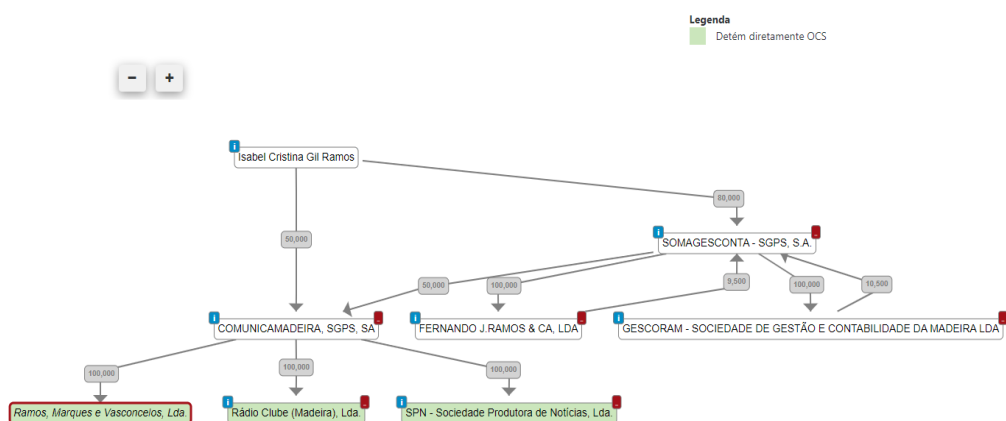 Legenda
Detém diretamente OCS
- +
Isabel Cristina Gil Ramos
80,000
50,000
SOMAGESCONTA - SGPS, S.A.
50,000
100,000
9,500
100,000
10,500
COMUNICAMADEIRA, SGPS, SA
FERNANDO J.RAMOS & CA, LDA
GESCORAM - SOCIEDADE DE GESTÃO E CONTABILIDADE DA MADEIRA LDA
100,000
100,000
100,000
Ramos, Marques e Vasconcelos, Lda.
Rádio Clube (Madeira), Lda.
SPN - Sociedade Produtora de Notícias, Lda.